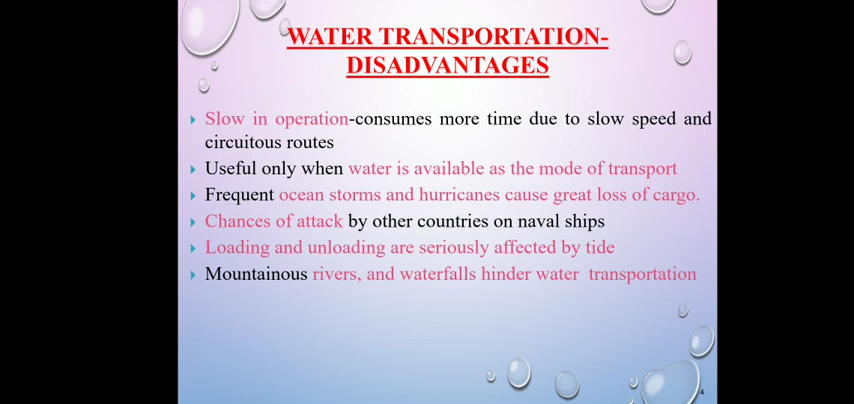 WATER TRANSPORTATION-
DISADVANTAGES
Slow in operation-consumes more time due to slow speed and
circuitous routes
Useful only when water is available as the mode of transport
Frequent ocean storms and hurricanes cause great loss of cargo.
Chances of attack by other countries on naval ships
Loading and unloading are seriously affected by tide
Mountainous rivers, and waterfalls hinder water transportation
4